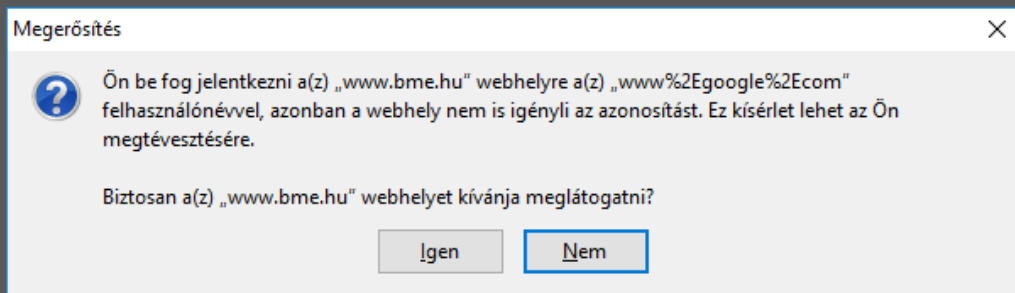 Megerősítés
Ön be fog jelentkezni a(z) „www.bme.hu" webhelyre a(z) „www%2Egoogle%2Ecom"
felhasználónévvel, azonban a webhely nem is igényli az azonosítást. Ez kísérlet lehet az Ön
megtévesztésére.
Biztosan a(z) „www.bme.hu" webhelyet kívánja meglátogatni?
Igen
Nem